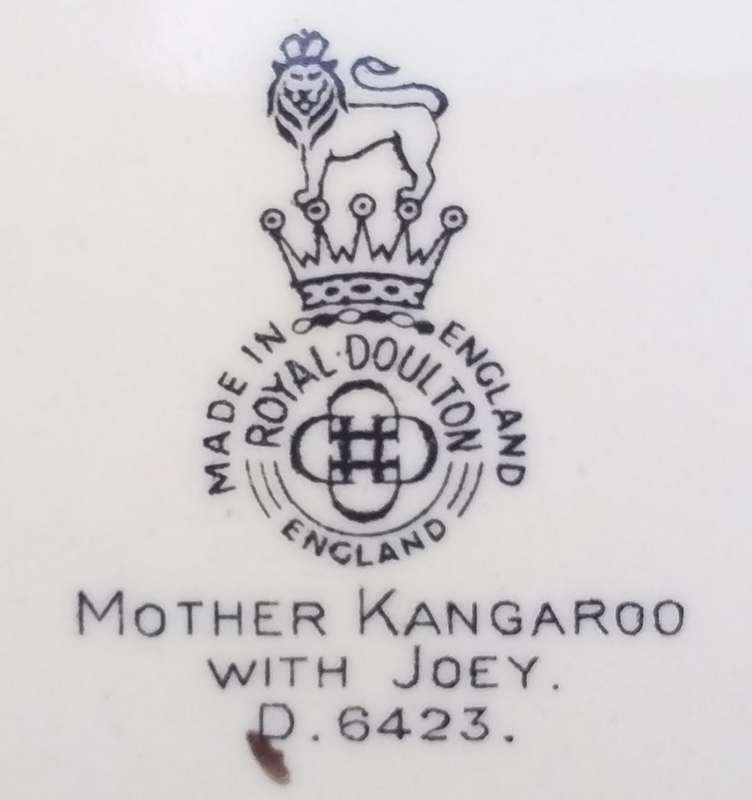 MADE IN ENGLAND
ROYAL·DOULTON
ENGLAND
MOTHER KANGAROO
WITH JOEY.
D.6423.